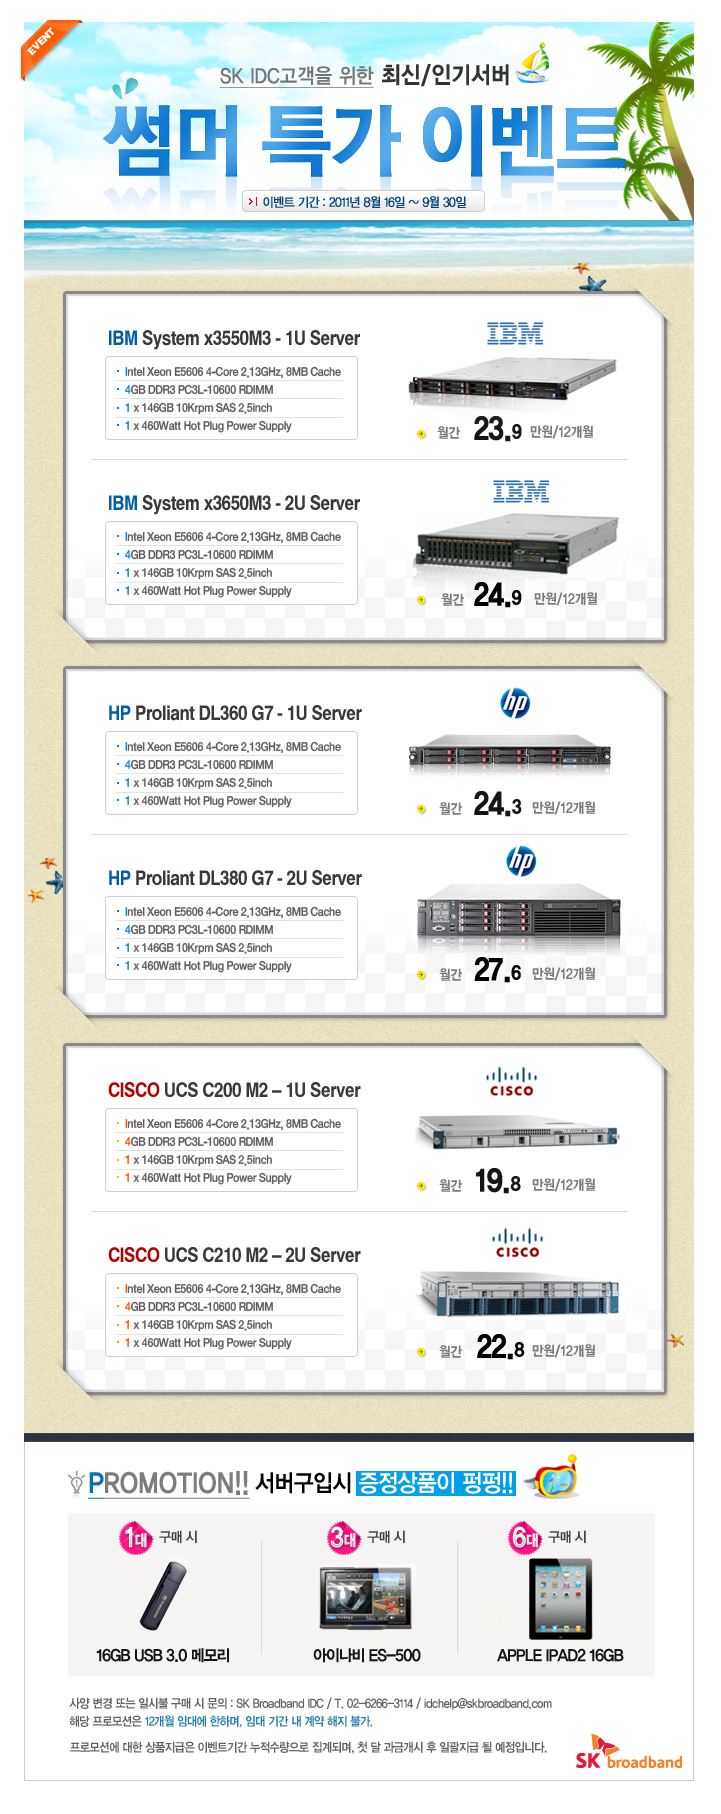 EVENT
SK IDC고객을 위한 최신/인기서버
썸머 특가 이벤트
이벤트 기간 : 2011년 8월 16일 ~ 9월 30일
IBM System x3550M3 - 1U Server
IBM
· Intel Xeon E5606 4-Core 2,13GHz, 8MB Cache
· 4GB DDR3 PC3L-10600 RDIMM
· 1 x 146GB 10Krpm SAS 2,5inch
· 1 x 460Watt Hot Plug Power Supply
월간 23.9 만원/12개월
IBM System x3650M3 - 2U Server
IBM
· Intel Xeon E5606 4-Core 2,13GHz, 8MB Cache
· 4GB DDR3 PC3L-10600 RDIMM
· 1 x 146GB 10Krpm SAS 2,5inch
· 1 x 460Watt Hot Plug Power Supply
월간 24.9 만원/12개월
HP Proliant DL360 G7 - 1U Server
hp
· Intel Xeon E5606 4-Core 2,13GHz, 8MB Cache
· 4GB DDR3 PC3L-10600 RDIMM
· 1 x 146GB 10Krpm SAS 2,5inch
· 1 x 460Watt Hot Plug Power Supply
월간 24.3 만원/12개월
HP Proliant DL380 G7 - 2U Server
hp
· Intel Xeon E5606 4-Core 2,13GHz, 8MB Cache
· 4GB DDR3 PC3L-10600 RDIMM
· 1 x 146GB 10Krpm SAS 2,5inch
· 1 x 460Watt Hot Plug Power Supply
월간 27.6 만원/12개월
CISCO UCS C200 M2 – 1U Server
CISCO
· Intel Xeon E5606 4-Core 2,13GHz, 8MB Cache
· 4GB DDR3 PC3L-10600 RDIMM
· 1 x 146GB 10Krpm SAS 2,5inch
· 1 x 460Watt Hot Plug Power Supply
월간 19.8 만원/12개월
CISCO UCS C210 M2 – 2U Server
CISCO
· Intel Xeon E5606 4-Core 2,13GHz, 8MB Cache
· 4GB DDR3 PC3L-10600 RDIMM
· 1 x 146GB 10Krpm SAS 2,5inch
· 1 x 460Watt Hot Plug Power Supply
월간 22.8 만원/12개월
PROMOTION!! 서버구입시 증정상품이 펑펑!!
1대 구매 시
3대 구매 시
6대 구매 시
16GB USB 3.0 메모리
아이나비 ES-500
APPLE IPAD2 16GB
사양 변경 또는 일시불 구매 시 문의 : SK Broadband IDC / T. 02-6266-3114 / idchelp@skbroadband.com
해당 프로모션은 12개월 임대에 한하며, 임대 기간 내 계약 해지 불가.
프로모션에 대한 상품지급은 이벤트기간 누적수량으로 집계되며, 첫 달 과금개시 후 일괄지급 될 예정입니다.
SK broadband